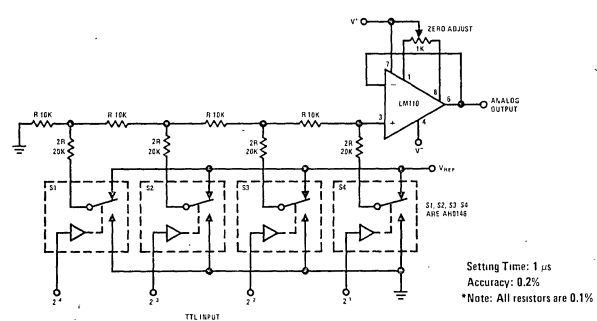 V+
ZERO ADJUST
1K
7
1
8
LM110
6
ANALOG
OUTPUT
3
4
V-
R 10K
R 10K
R 10K
R 10K
2R
20K
2R
20K
2R
20K
2R
20K
VREF
S1
S2
S3
S4
S1, S2, S3 S4
ARE AH0146
2 4
2 3
2 2
2 1
TTL INPUT
Setting Time: 1 μs
Accuracy: 0.2%
*Note: All resistors are 0.1%